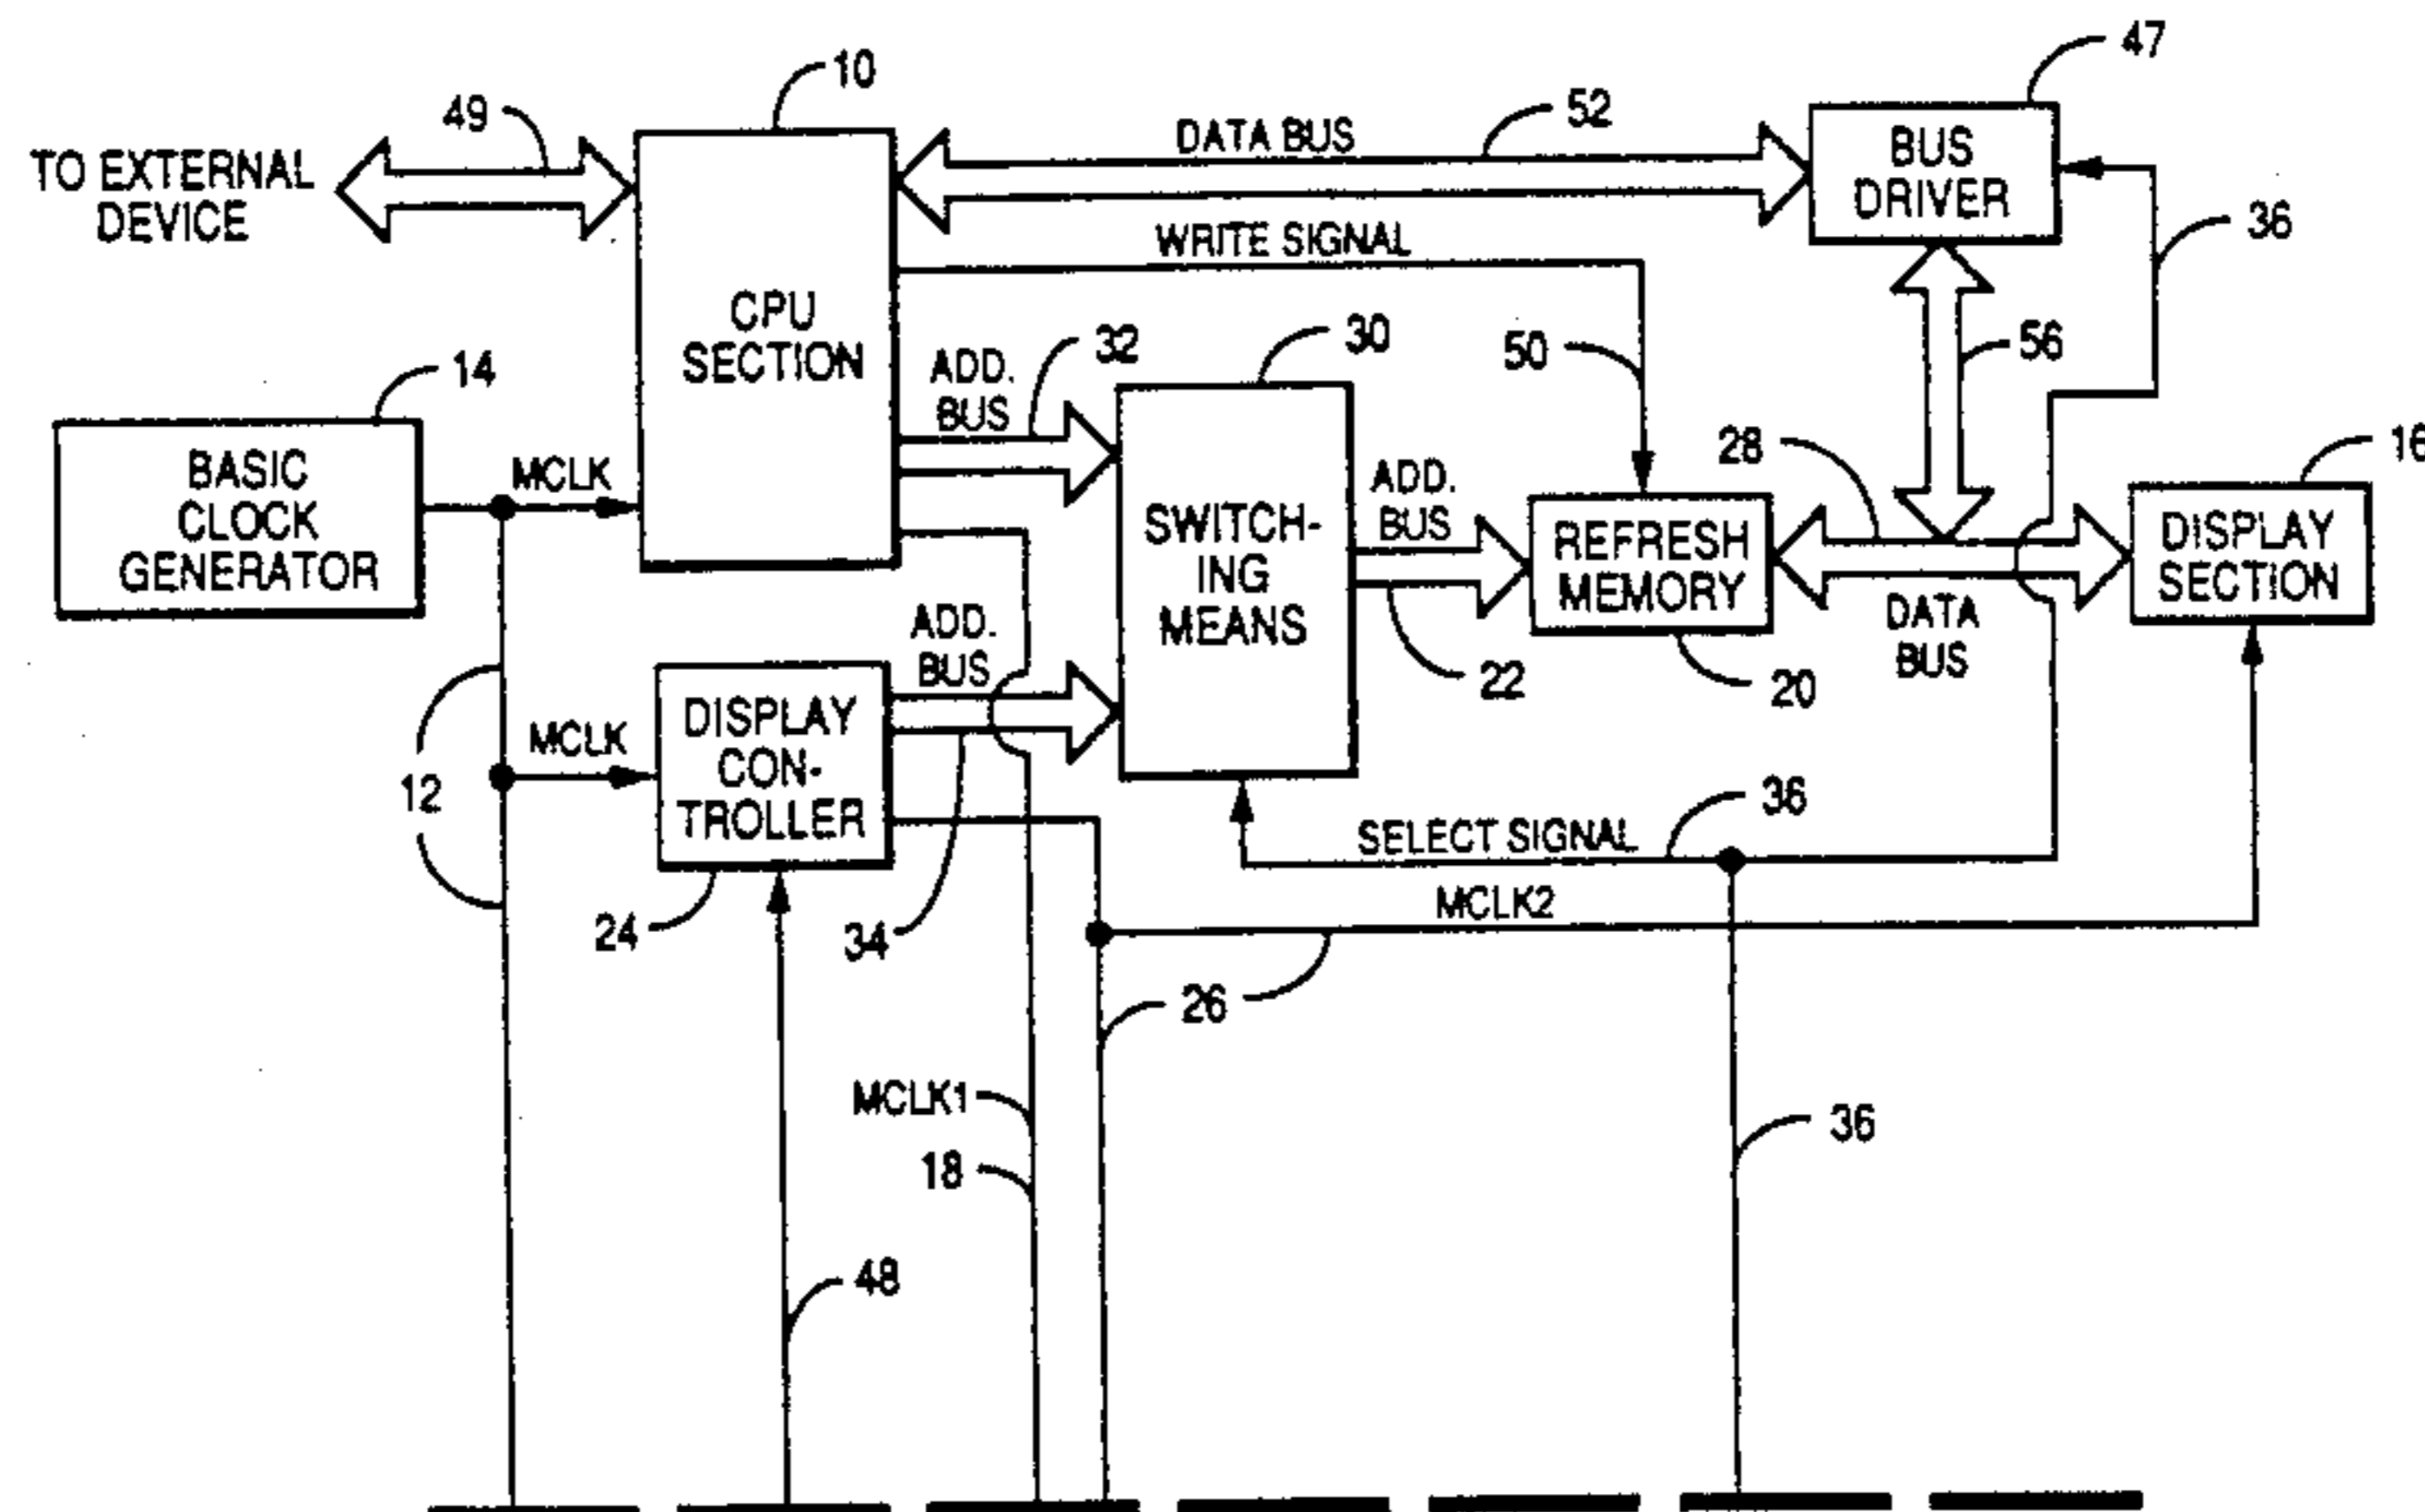 47
10
49
52
DATA BUS
TO EXTERNAL
DEVICE
BUS
DRIVER
36
WRITE SIGNAL
CPU
SECTION
14
ADD.
BUS
32
30
50
56
BASIC
CLOCK
GENERATOR
MCLK
SWITCH-
ING
MEANS
ADD.
BUS
28
16
REFRESH
MEMORY
DISPLAY
SECTION
DATA
BUS
22
20
ADD.
BUS
DISPLAY
CON-
TROLLER
MCLK
12
36
SELECT SIGNAL
MCLK2
24
34
26
MCLK1
18
36
48